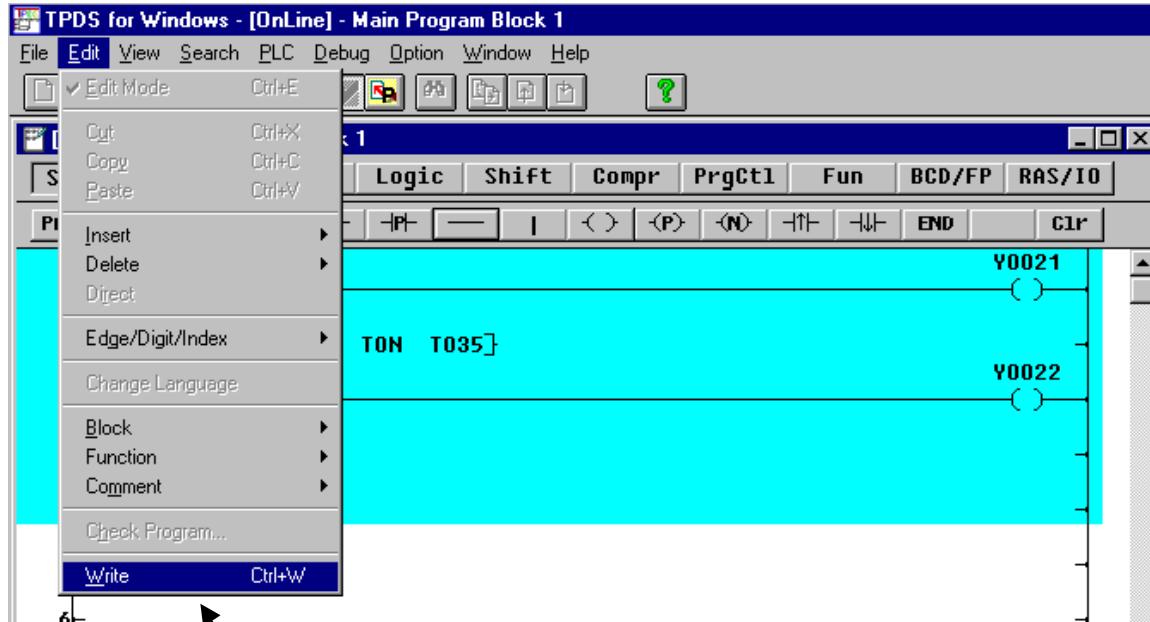 TPDS for Windows - [OnLine] - Main Program Block 1
File Edit View Search PLC Debug Option Window Help
Edit Mode Ctrl+E
Cut Ctrl+X
Copy Ctrl+C
Paste Ctrl+V
Insert
Delete
Direct
Edge/Digit/Index
Change Language
Block
Function
Comment
Check Program...
Write Ctrl+W
k 1
S Logic Shift Compr PrgCtl Fun BCD/FP RAS/IO
P END Clr
Y0021
TON T035
Y0022
6